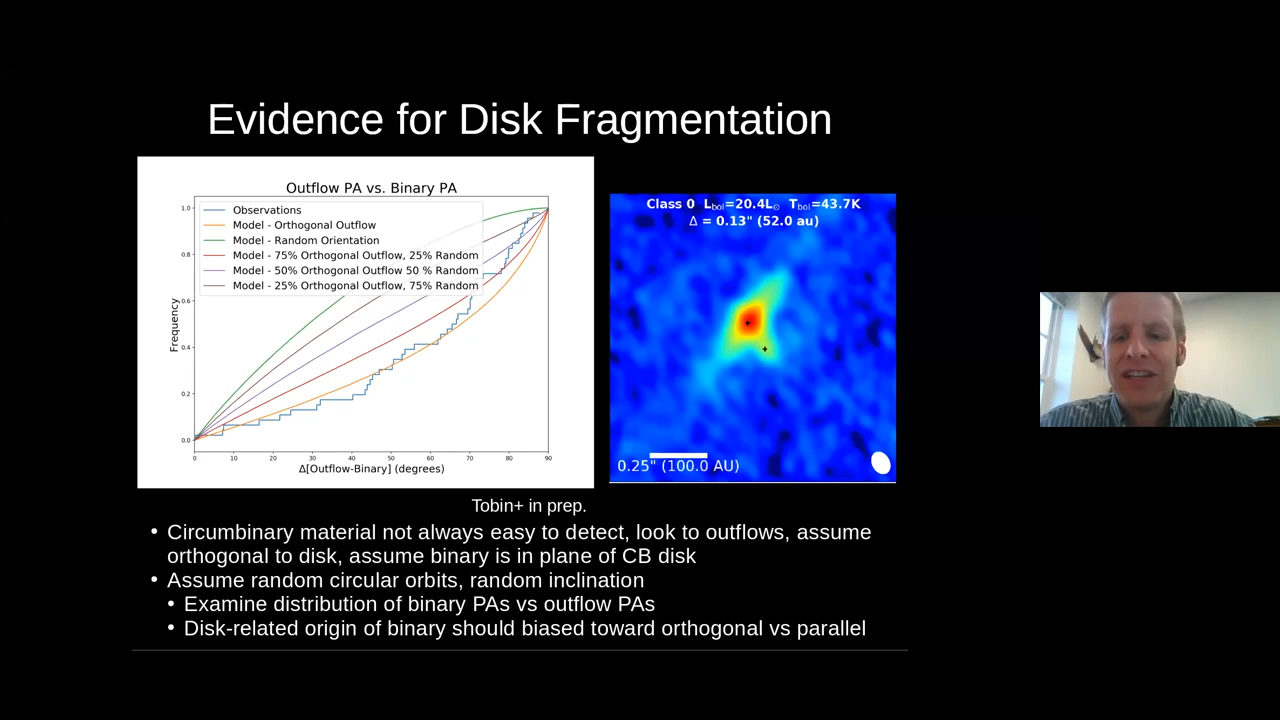 Evidence for Disk Fragmentation
Outflow PA vs. Binary PA
Observations
Model - Orthogonal Outflow
Model - Random Orientation
Model - 75% Orthogonal Outflow, 25% Random
Model - 50% Orthogonal Outflow 50 % Random
Model - 25% Orthogonal Outflow, 75% Random
1.0
0.8
0.6
0.4
0.2
0.0
Frequency
0 10 20 30 40 50 60 70 80 90
Δ[Outflow-Binary] (degrees)
Class 0 L_bol=20.4L☉ T_bol=43.7K
Δ = 0.13" (52.0 au)
0.25" (100.0 AU)
Tobin+ in prep.
• Circumbinary material not always easy to detect, look to outflows, assume
orthogonal to disk, assume binary is in plane of CB disk
• Assume random circular orbits, random inclination
• Examine distribution of binary PAs vs outflow PAs
• Disk-related origin of binary should biased toward orthogonal vs parallel